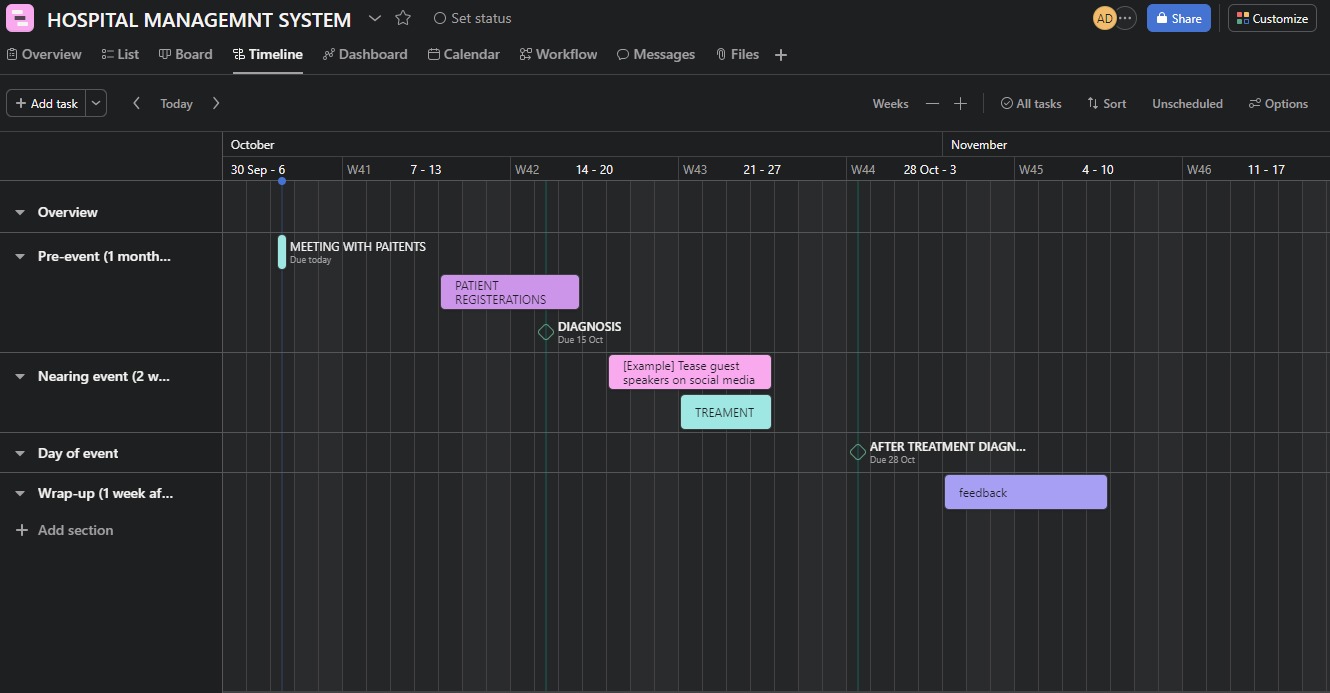 HOSPITAL MANAGEMNT SYSTEM
Set status
AD
Share
Customize
Overview
List
Board
Timeline
Dashboard
Calendar
Workflow
Messages
Files
+ Add task
Today
Weeks
All tasks
Sort
Unscheduled
Options
October
November
30 Sep - 6
W41
7 - 13
W42
14 - 20
W43
21 - 27
W44
28 Oct - 3
W45
4 - 10
W46
11 - 17
Overview
Pre-event (1 month...
MEETING WITH PAITENTS
Due today
PATIENT
REGISTERATIONS
DIAGNOSIS
Due 15 Oct
Nearing event (2 w...
[Example] Tease guest
speakers on social media
TREAMENT
Day of event
AFTER TREATMENT DIAGN...
Due 28 Oct
Wrap-up (1 week af...
feedback
+ Add section